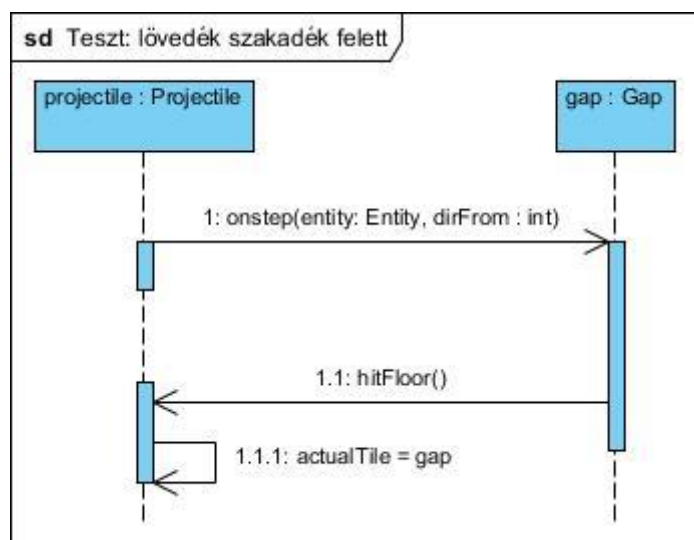 sd Teszt: lövedék szakadék felett
projectile : Projectile
gap : Gap
1: onstep(entity: Entity, dirFrom : int)
1.1: hitFloor()
1.1.1: actualTile = gap